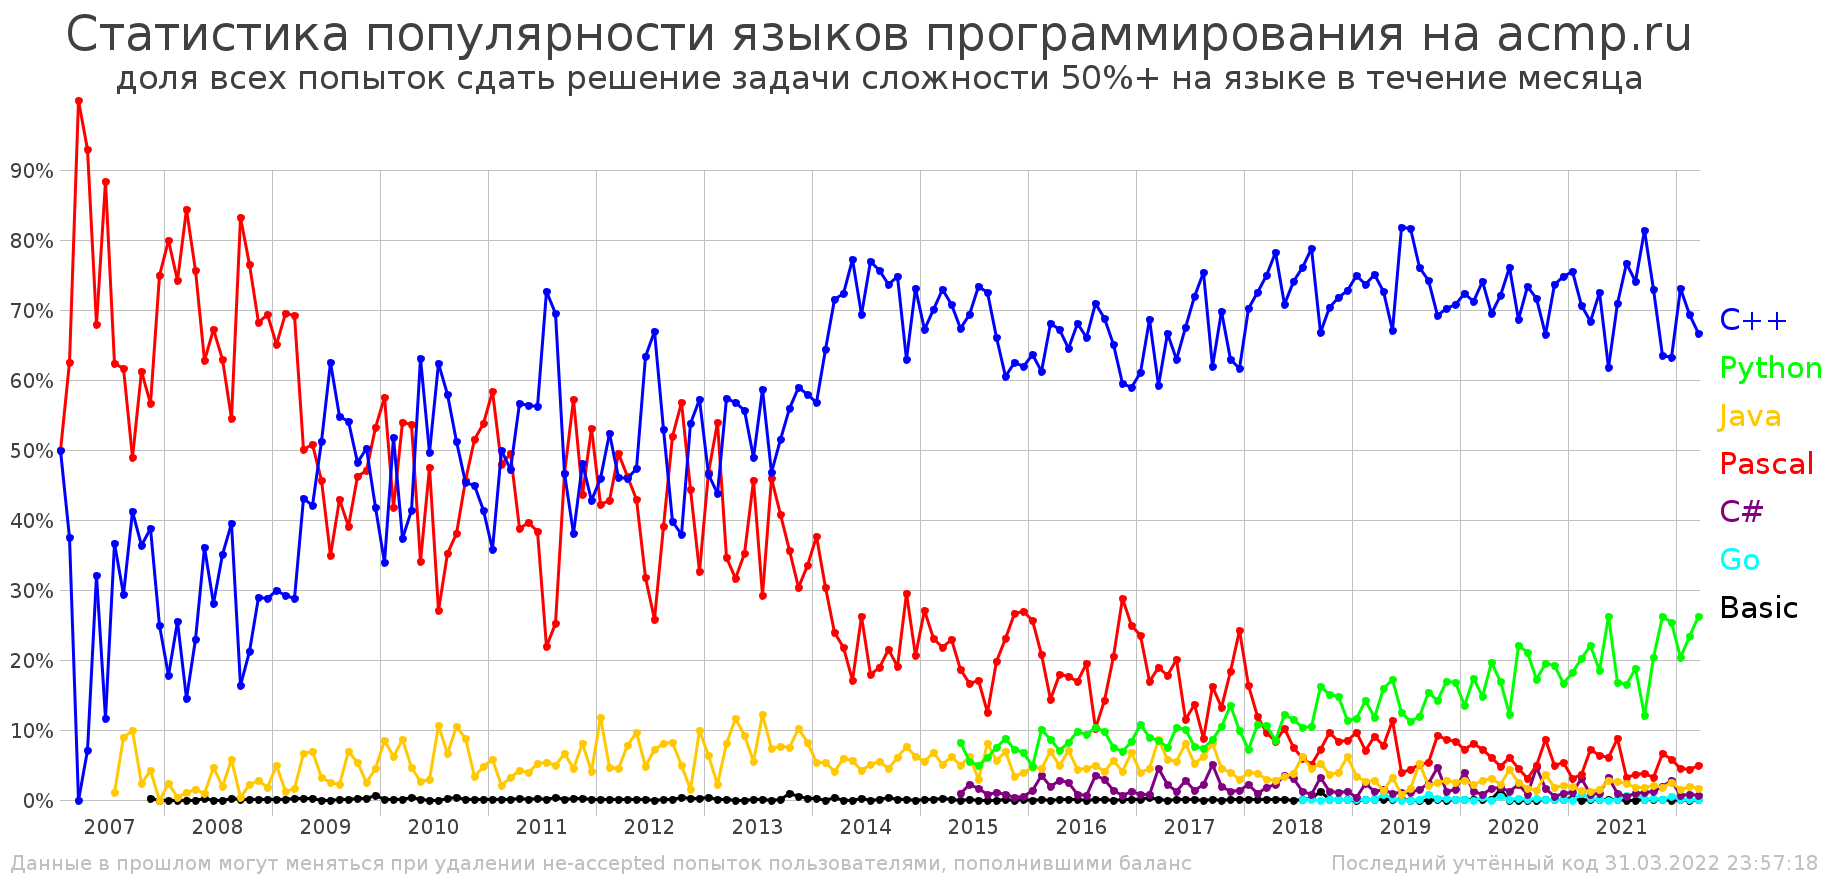 Статистика популярности языков программирования на acmp.ru
доля всех попыток сдать решение задачи сложности 50%+ на языке в течение месяца
90%
80%
70%
60%
50%
40%
30%
20%
10%
0%
C++
Python
Java
Pascal
C#
Go
Basic
2007 2008 2009 2010 2011 2012 2013 2014 2015 2016 2017 2018 2019 2020 2021
Данные в прошлом могут меняться при удалении не-accepted попыток пользователями, пополнившими баланс
Последний учтённый код 31.03.2022 23:57:18